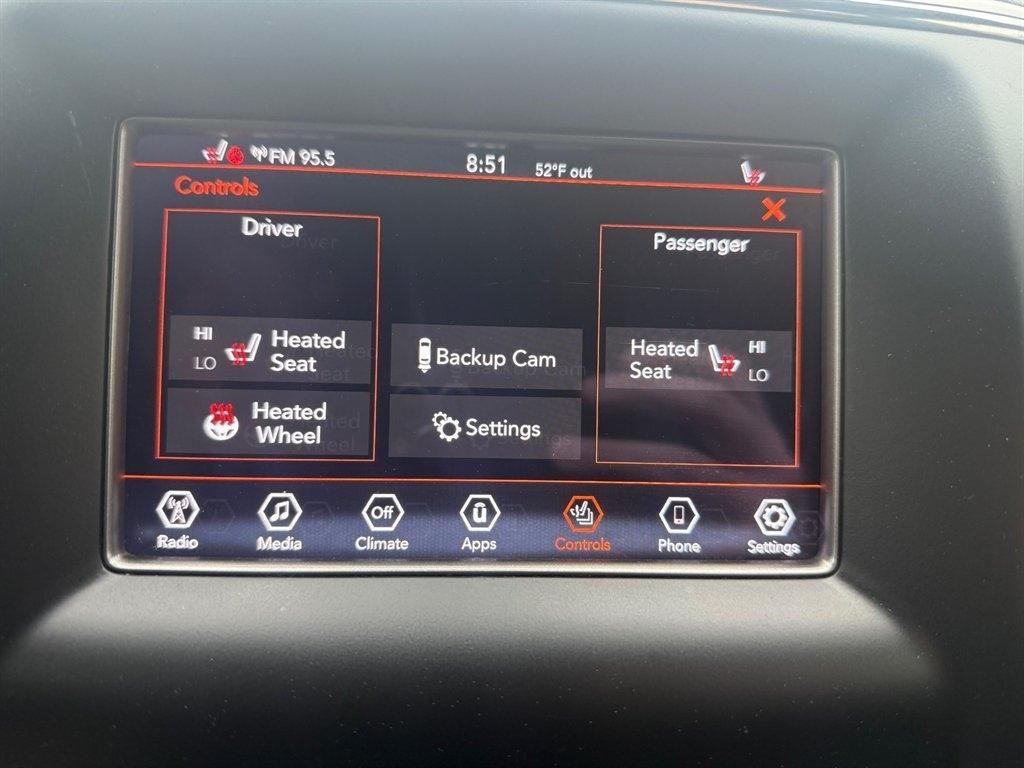 FM 95.5
8:51
52°F out
Controls
Driver
Passenger
HI
LO
Heated
Seat
Backup Cam
Heated
Seat
HI
LO
Heated
Wheel
Settings
Radio
Media
Off
Climate
Apps
Controls
Phone
Settings